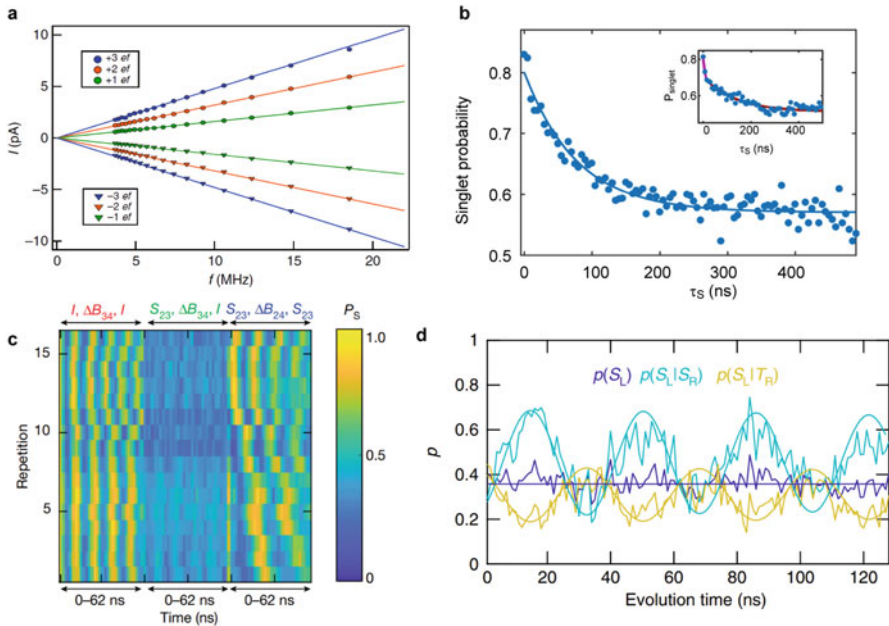 a
I (pA)
10
5
0
−5
−10
+3 ef
+2 ef
+1 ef
−3 ef
−2 ef
−1 ef
0 5 10 15 20
f (MHz)
b
Singlet probability
0.8
0.7
0.6
0.5
0 100 200 300 400
τS (ns)
Psinglet
0.8
0.6
0 200 400
τS (ns)
c
I, ΔB34, I S23, ΔB34, I S23, ΔB24, S23 PS
Repetition
15
10
5
0–62 ns 0–62 ns 0–62 ns
Time (ns)
1.0
0.5
0
d
p
1
0.8
0.6
0.4
0.2
0
p(SL) p(SL|SR) p(SL|TR)
0 20 40 60 80 100 120
Evolution time (ns)